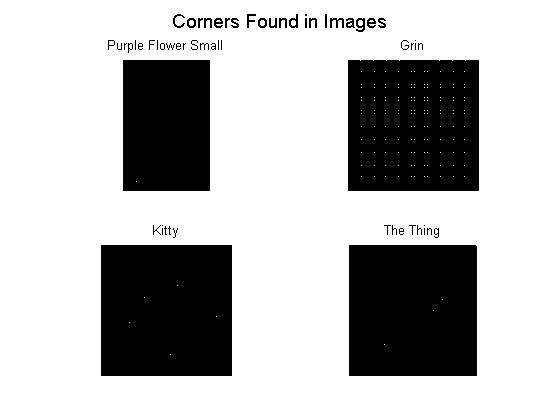 Corners Found in Images
Purple Flower Small
Grin
Kitty
The Thing